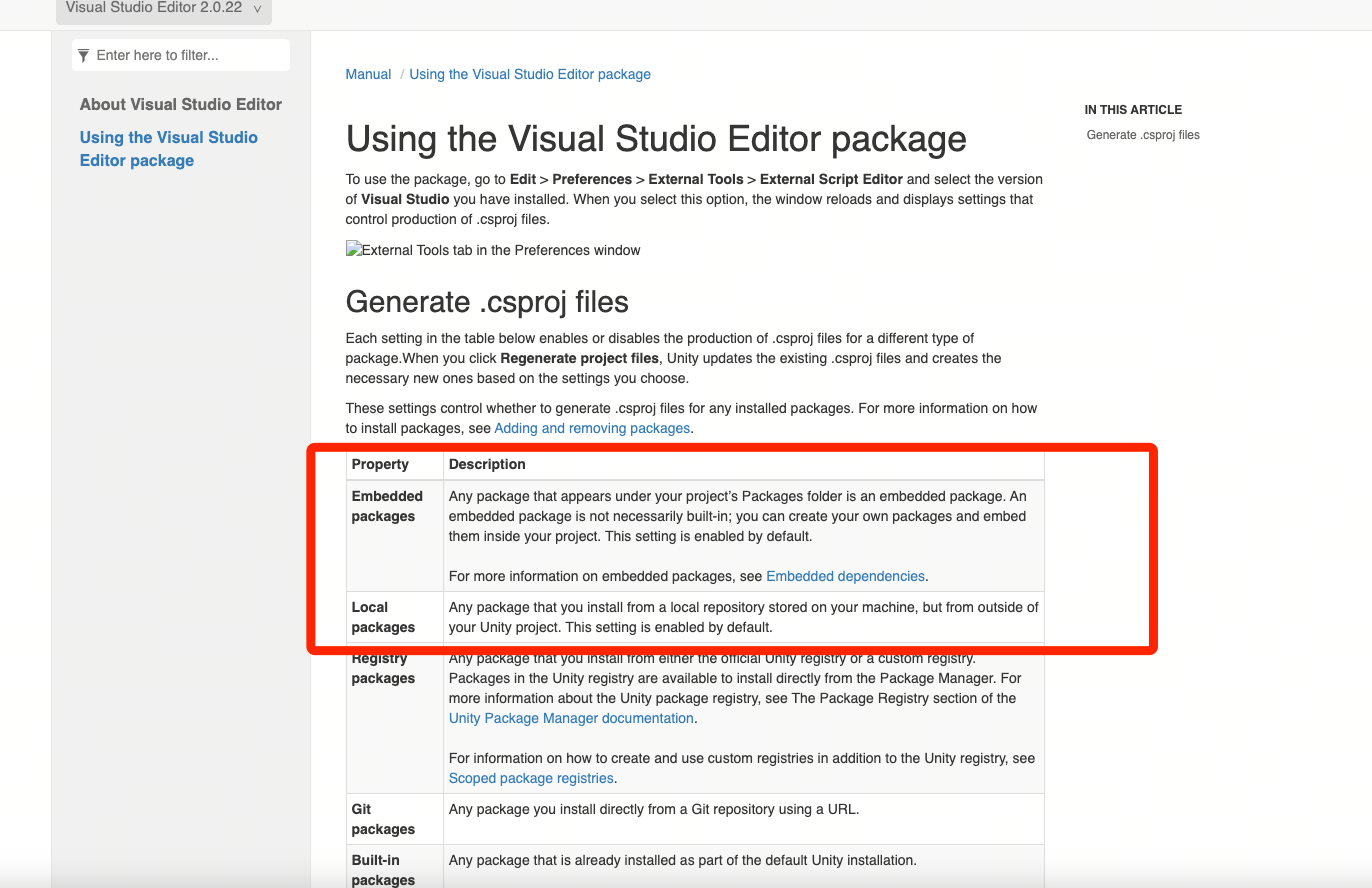 Visual Studio Editor 2.0.22
Enter here to filter...
About Visual Studio Editor
Using the Visual Studio
Editor package
Manual / Using the Visual Studio Editor package
IN THIS ARTICLE
Generate .csproj files
Using the Visual Studio Editor package
To use the package, go to Edit > Preferences > External Tools > External Script Editor and select the version
of Visual Studio you have installed. When you select this option, the window reloads and displays settings that
control production of .csproj files.
External Tools tab in the Preferences window
Generate .csproj files
Each setting in the table below enables or disables the production of .csproj files for a different type of
package.When you click Regenerate project files, Unity updates the existing .csproj files and creates the
necessary new ones based on the settings you choose.
These settings control whether to generate .csproj files for any installed packages. For more information on how
to install packages, see Adding and removing packages.
Property Description
Embedded
packages
Any package that appears under your project's Packages folder is an embedded package. An
embedded package is not necessarily built-in; you can create your own packages and embed
them inside your project. This setting is enabled by default.
For more information on embedded packages, see Embedded dependencies.
Local
packages
Any package that you install from a local repository stored on your machine, but from outside of
your Unity project. This setting is enabled by default.
Registry
packages
Any package that you install from either the official Unity registry or a custom registry.
Packages in the Unity registry are available to install directly from the Package Manager. For
more information about the Unity package registry, see The Package Registry section of the
Unity Package Manager documentation.
For information on how to create and use custom registries in addition to the Unity registry, see
Scoped package registries.
Git
packages
Any package you install directly from a Git repository using a URL.
Built-in
packages
Any package that is already installed as part of the default Unity installation.